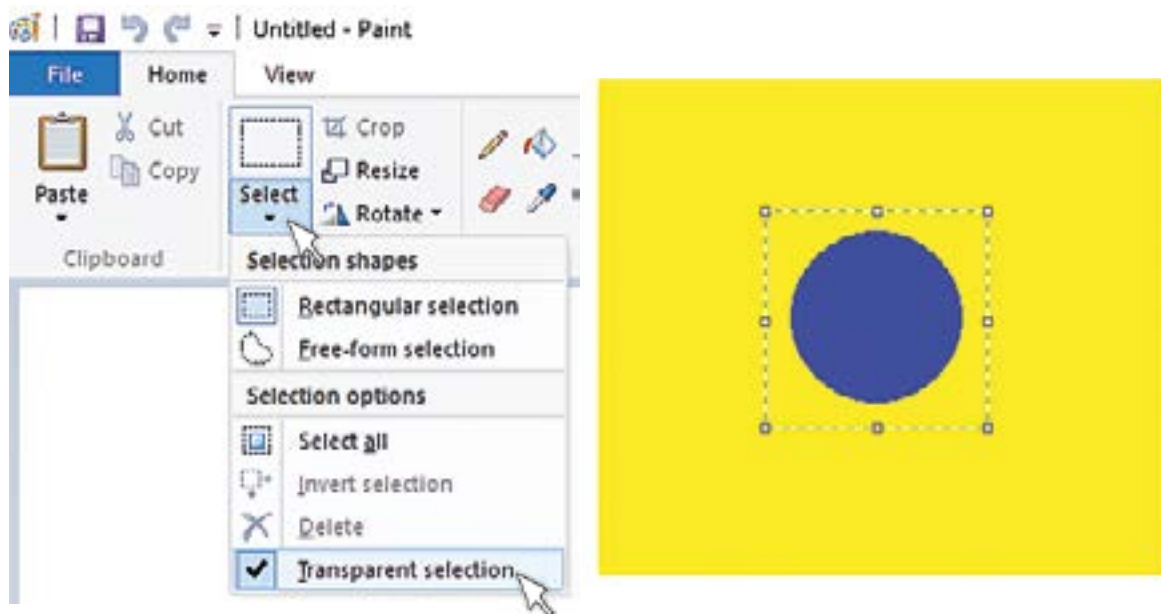 Untitled - Paint
File Home View
Cut
Copy
Paste
Clipboard
Select
Crop
Resize
Rotate
Selection shapes
Rectangular selection
Free-form selection
Selection options
Select all
Invert selection
Delete
Transparent selection